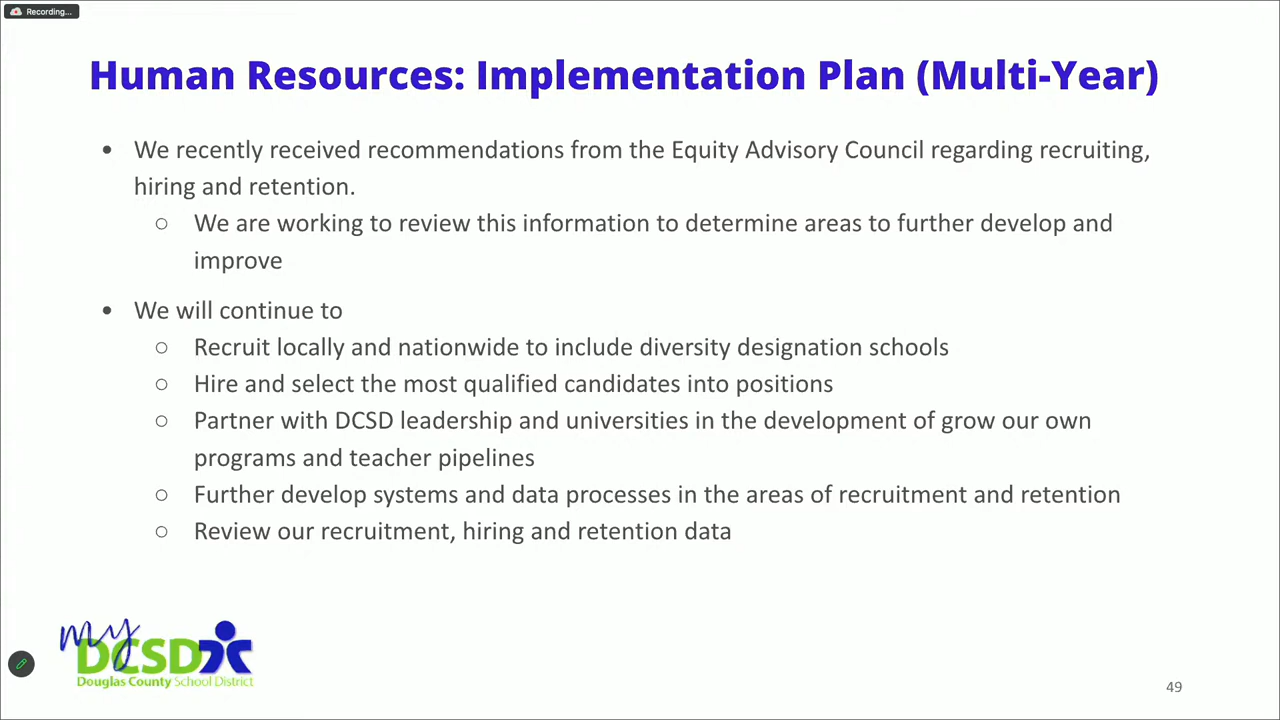 Recording...
Human Resources: Implementation Plan (Multi-Year)
• We recently received recommendations from the Equity Advisory Council regarding recruiting,
hiring and retention.
○ We are working to review this information to determine areas to further develop and
improve
• We will continue to
○ Recruit locally and nationwide to include diversity designation schools
○ Hire and select the most qualified candidates into positions
○ Partner with DCSD leadership and universities in the development of grow our own
programs and teacher pipelines
○ Further develop systems and data processes in the areas of recruitment and retention
○ Review our recruitment, hiring and retention data
my
DCSD
Douglas County School District
49